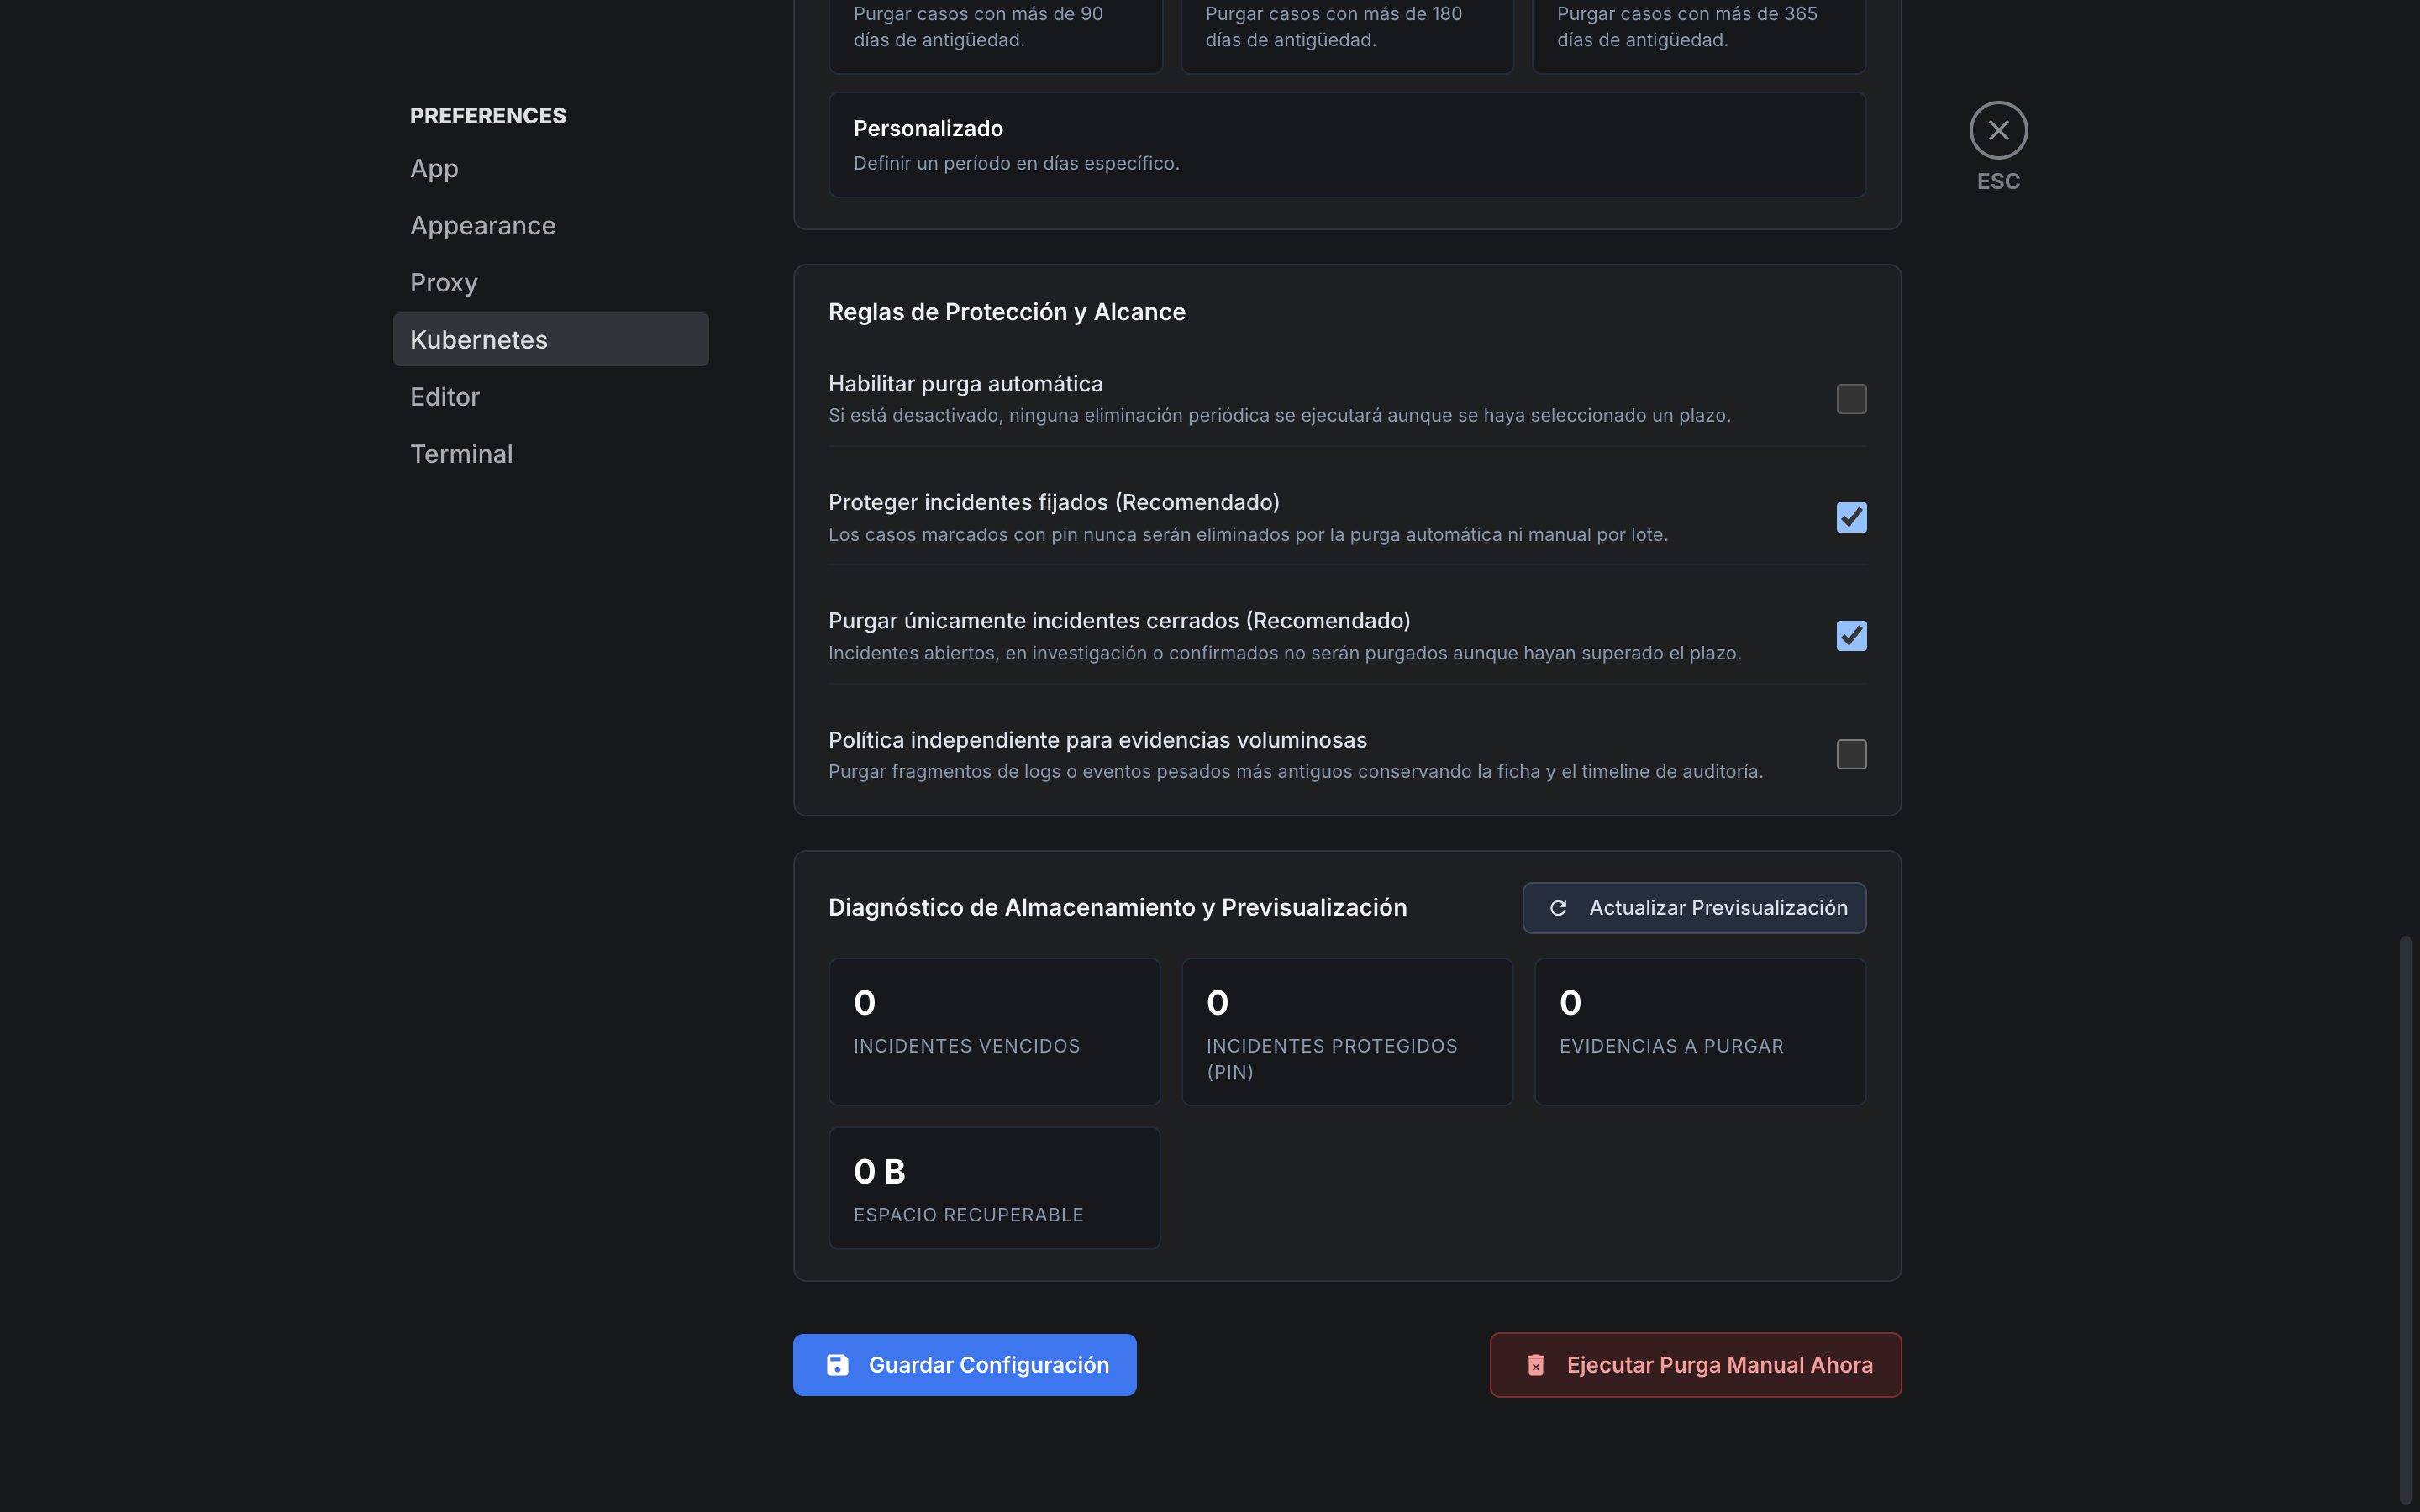 PREFERENCES
App
Appearance
Proxy
Kubernetes
Editor
Terminal
Purgar casos con más de 90
días de antigüedad.
Purgar casos con más de 180
días de antigüedad.
Purgar casos con más de 365
días de antigüedad.
Personalizado
Definir un período en días específico.
ESC
Reglas de Protección y Alcance
Habilitar purga automática
Si está desactivado, ninguna eliminación periódica se ejecutará aunque se haya seleccionado un plazo.
Proteger incidentes fijados (Recomendado)
Los casos marcados con pin nunca serán eliminados por la purga automática ni manual por lote.
Purgar únicamente incidentes cerrados (Recomendado)
Incidentes abiertos, en investigación o confirmados no serán purgados aunque hayan superado el plazo.
Política independiente para evidencias voluminosas
Purgar fragmentos de logs o eventos pesados más antiguos conservando la ficha y el timeline de auditoría.
Diagnóstico de Almacenamiento y Previsualización
Actualizar Previsualización
0
INCIDENTES VENCIDOS
0
INCIDENTES PROTEGIDOS
(PIN)
0
EVIDENCIAS A PURGAR
0 B
ESPACIO RECUPERABLE
Guardar Configuración
Ejecutar Purga Manual Ahora